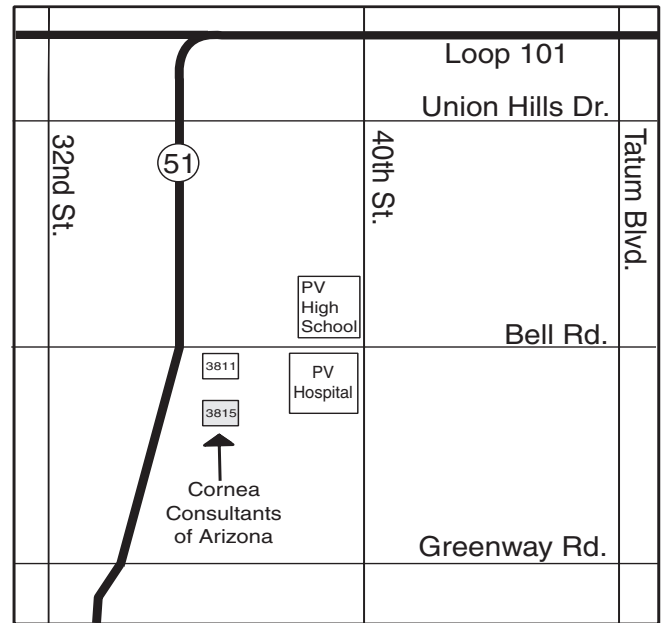 Loop 101
Union Hills Dr.
32nd St.
51
40th St.
Tatum Blvd.
PV
High
School
Bell Rd.
3811
PV
Hospital
3815
Cornea
Consultants
of Arizona
Greenway Rd.